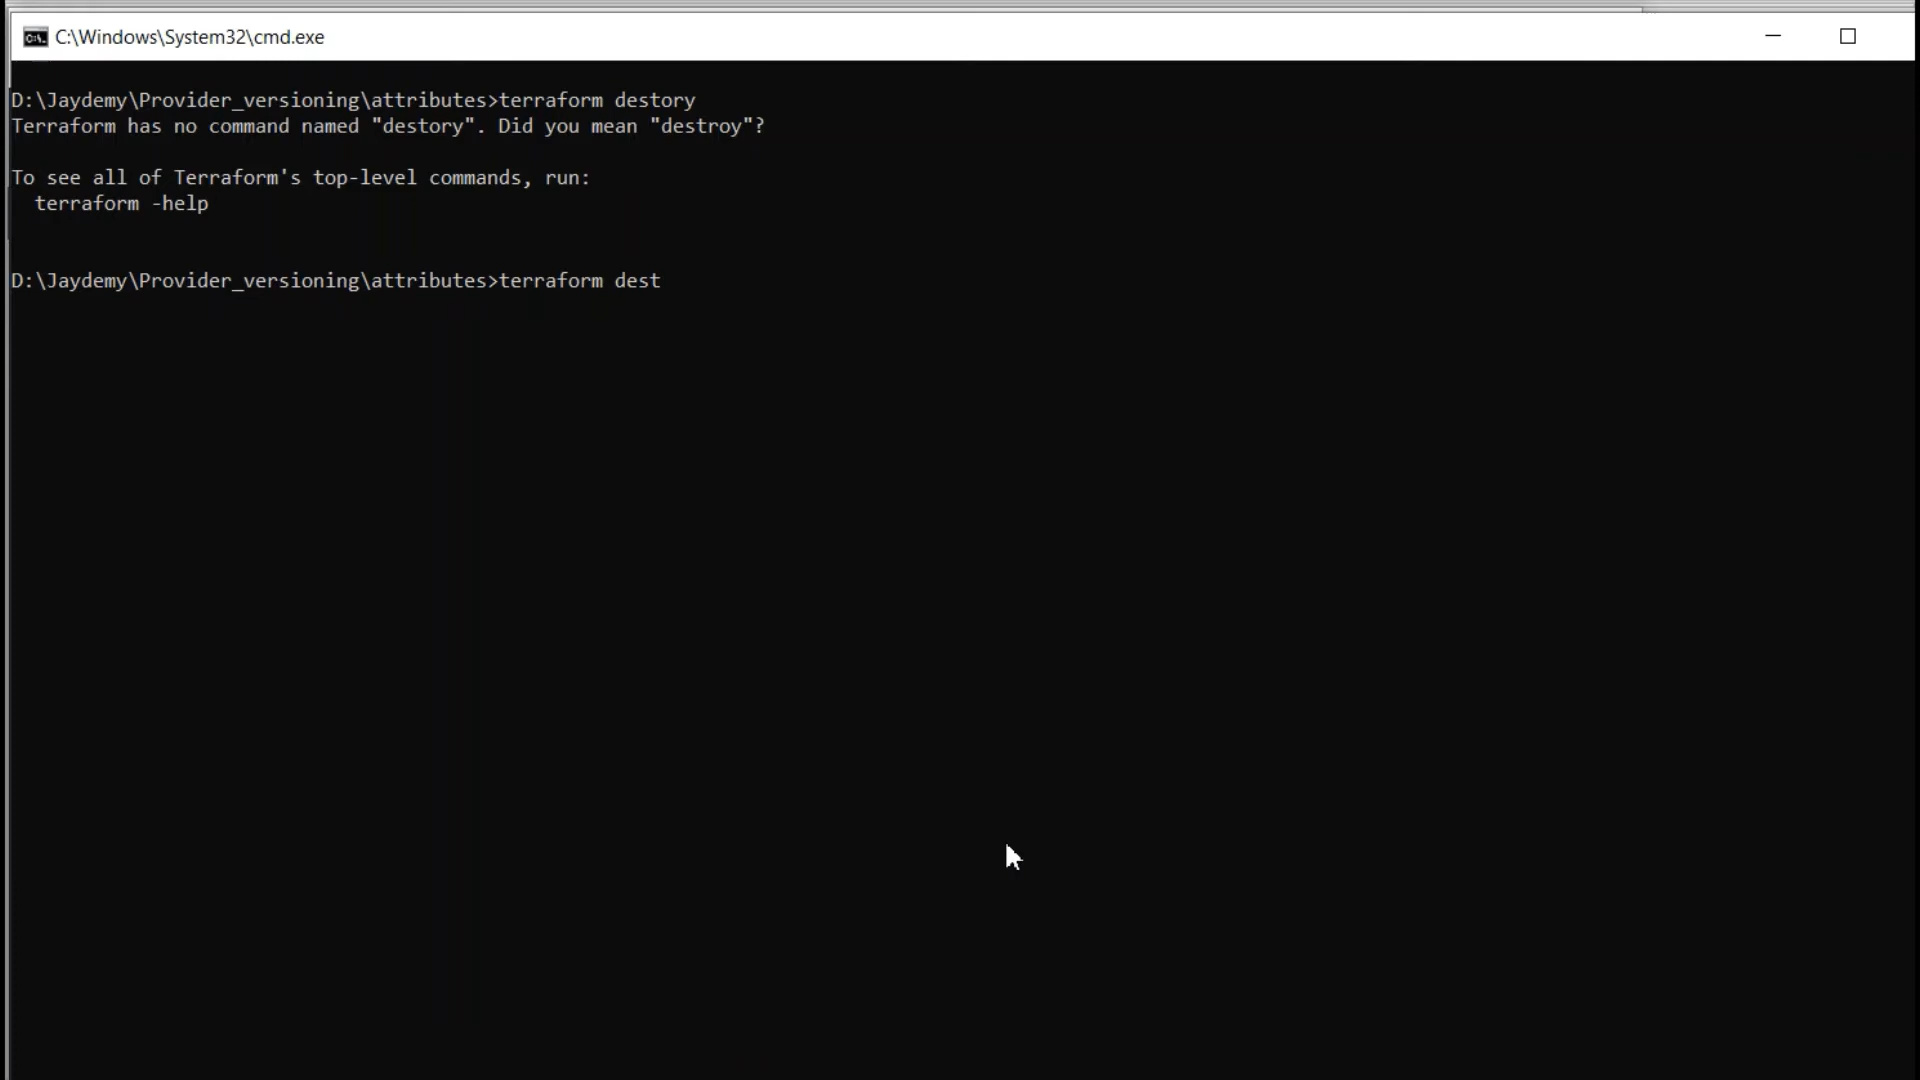 C:\Windows\System32\cmd.exe
D:\Jaydemy\Provider_versioning\attributes>terraform destory
Terraform has no command named "destory". Did you mean "destroy"?
To see all of Terraform's top-level commands, run:
  terraform -help
D:\Jaydemy\Provider_versioning\attributes>terraform dest